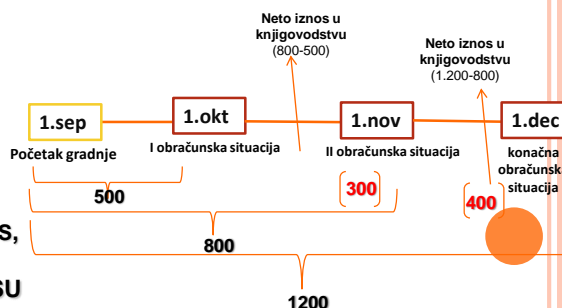 Neto iznos u
knjigovodstvu
(800-500)
Neto iznos u
knjigovodstvu
(1.200-800)
1.sep
1.okt
1.nov
1.dec
Početak gradnje
I obračunska situacija
II obračunska situacija
konačna
obračunska
situacija
500
300
400
s,
800
su
1200